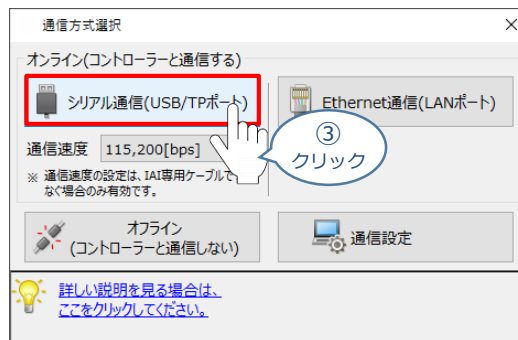 通信方式選択
オンライン(コントローラーと通信する)
シリアル通信(USB/TPポート)
Ethernet通信(LANポート)
通信速度 115,200[bps]
③
クリック
※ 通信速度の設定は、IAI専用ケーブルで
なぐ場合のみ有効です。
オフライン
(コントローラーと通信しない)
通信設定
詳しい説明を見る場合は、
ここをクリックしてください。